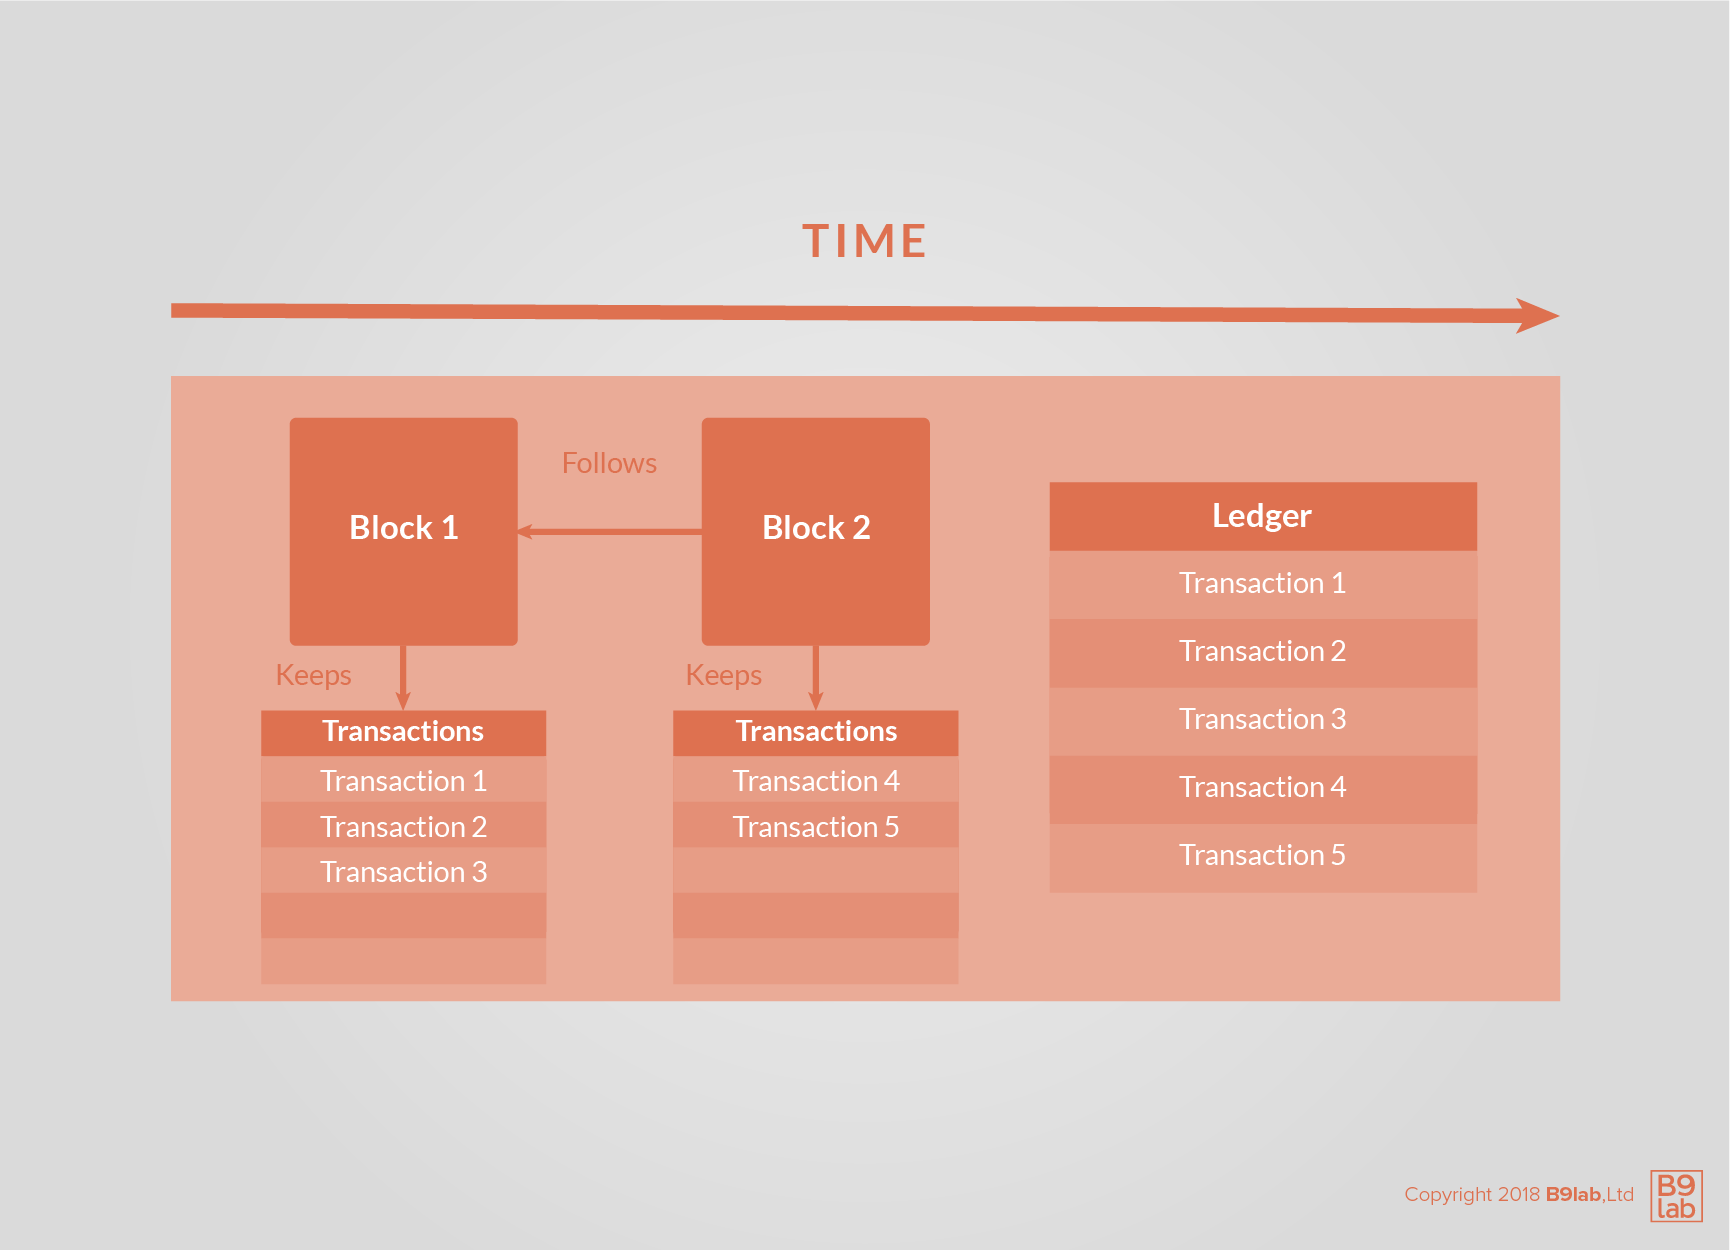 TIME
Follows
Block 1
Block 2
Keeps
Keeps
Transactions
Transaction 1
Transaction 2
Transaction 3
Transactions
Transaction 4
Transaction 5
Ledger
Transaction 1
Transaction 2
Transaction 3
Transaction 4
Transaction 5
Copyright 2018 B9lab,Ltd
B9
lab